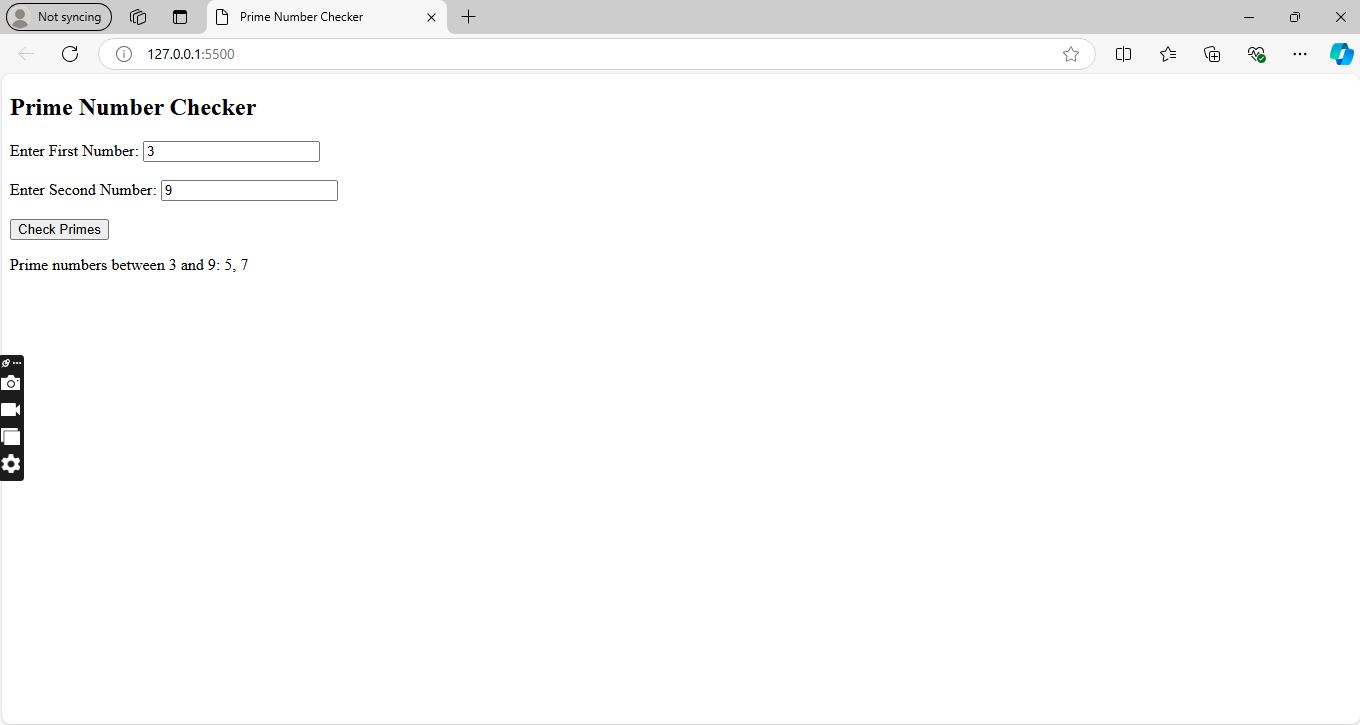 Not syncing
Prime Number Checker
127.0.0.1:5500
Prime Number Checker
Enter First Number: 3
Enter Second Number: 9
Check Primes
Prime numbers between 3 and 9: 5, 7